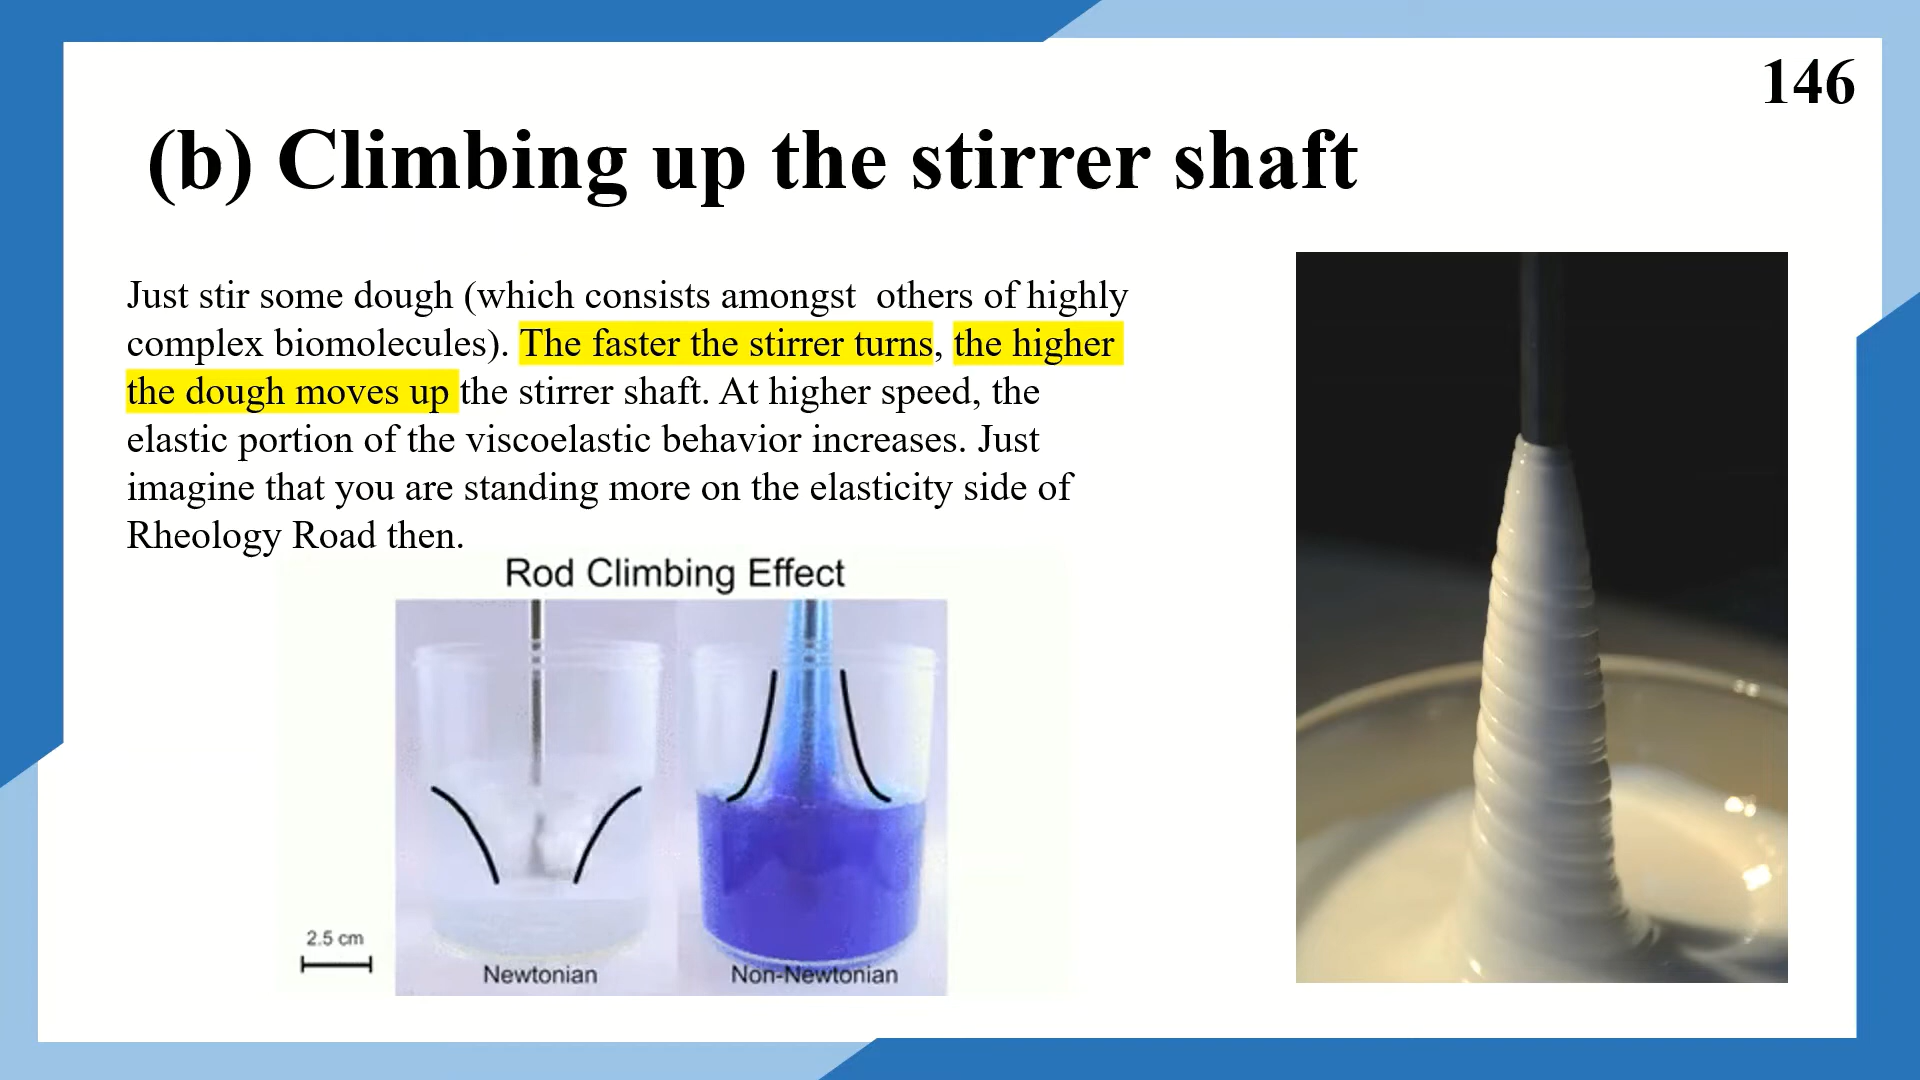 146
(b) Climbing up the stirrer shaft
Just stir some dough (which consists amongst  others of highly
complex biomolecules). The faster the stirrer turns, the higher
the dough moves up the stirrer shaft. At higher speed, the
elastic portion of the viscoelastic behavior increases. Just
imagine that you are standing more on the elasticity side of
Rheology Road then.
Rod Climbing Effect
2.5 cm
Newtonian
Non-Newtonian